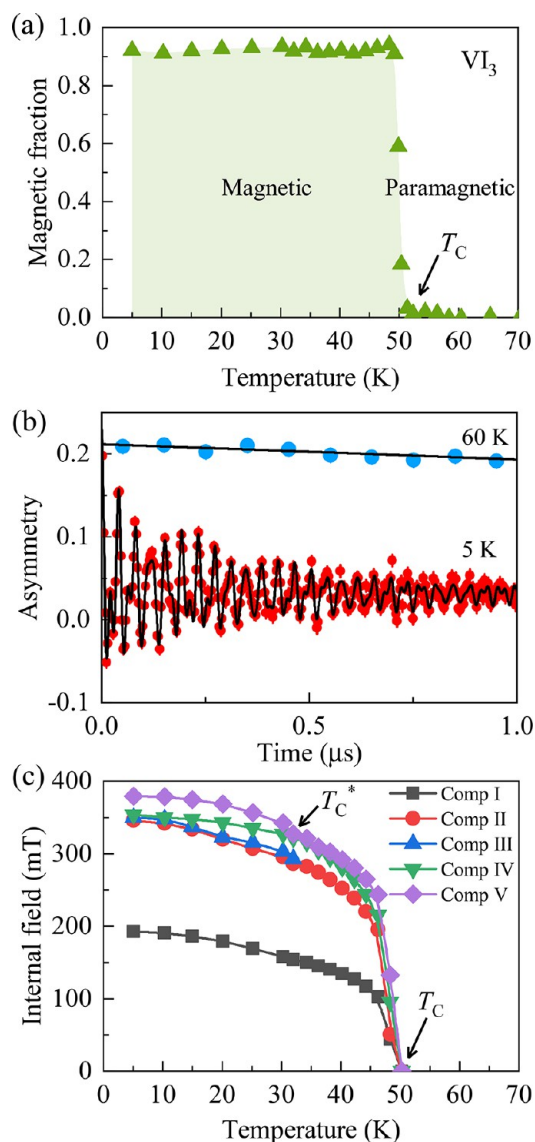 (a)
1.0
0.8
0.6
0.4
0.2
0.0
Magnetic fraction
VI₃
Magnetic
Paramagnetic
T_C
0 10 20 30 40 50 60 70
Temperature (K)
(b)
0.2
0.1
0.0
-0.1
Asymmetry
60 K
5 K
0.0 0.5 1.0
Time (μs)
(c)
400
300
200
100
0
Internal field (mT)
T_C*
Comp I
Comp II
Comp III
Comp IV
Comp V
T_C
0 10 20 30 40 50 60 70
Temperature (K)